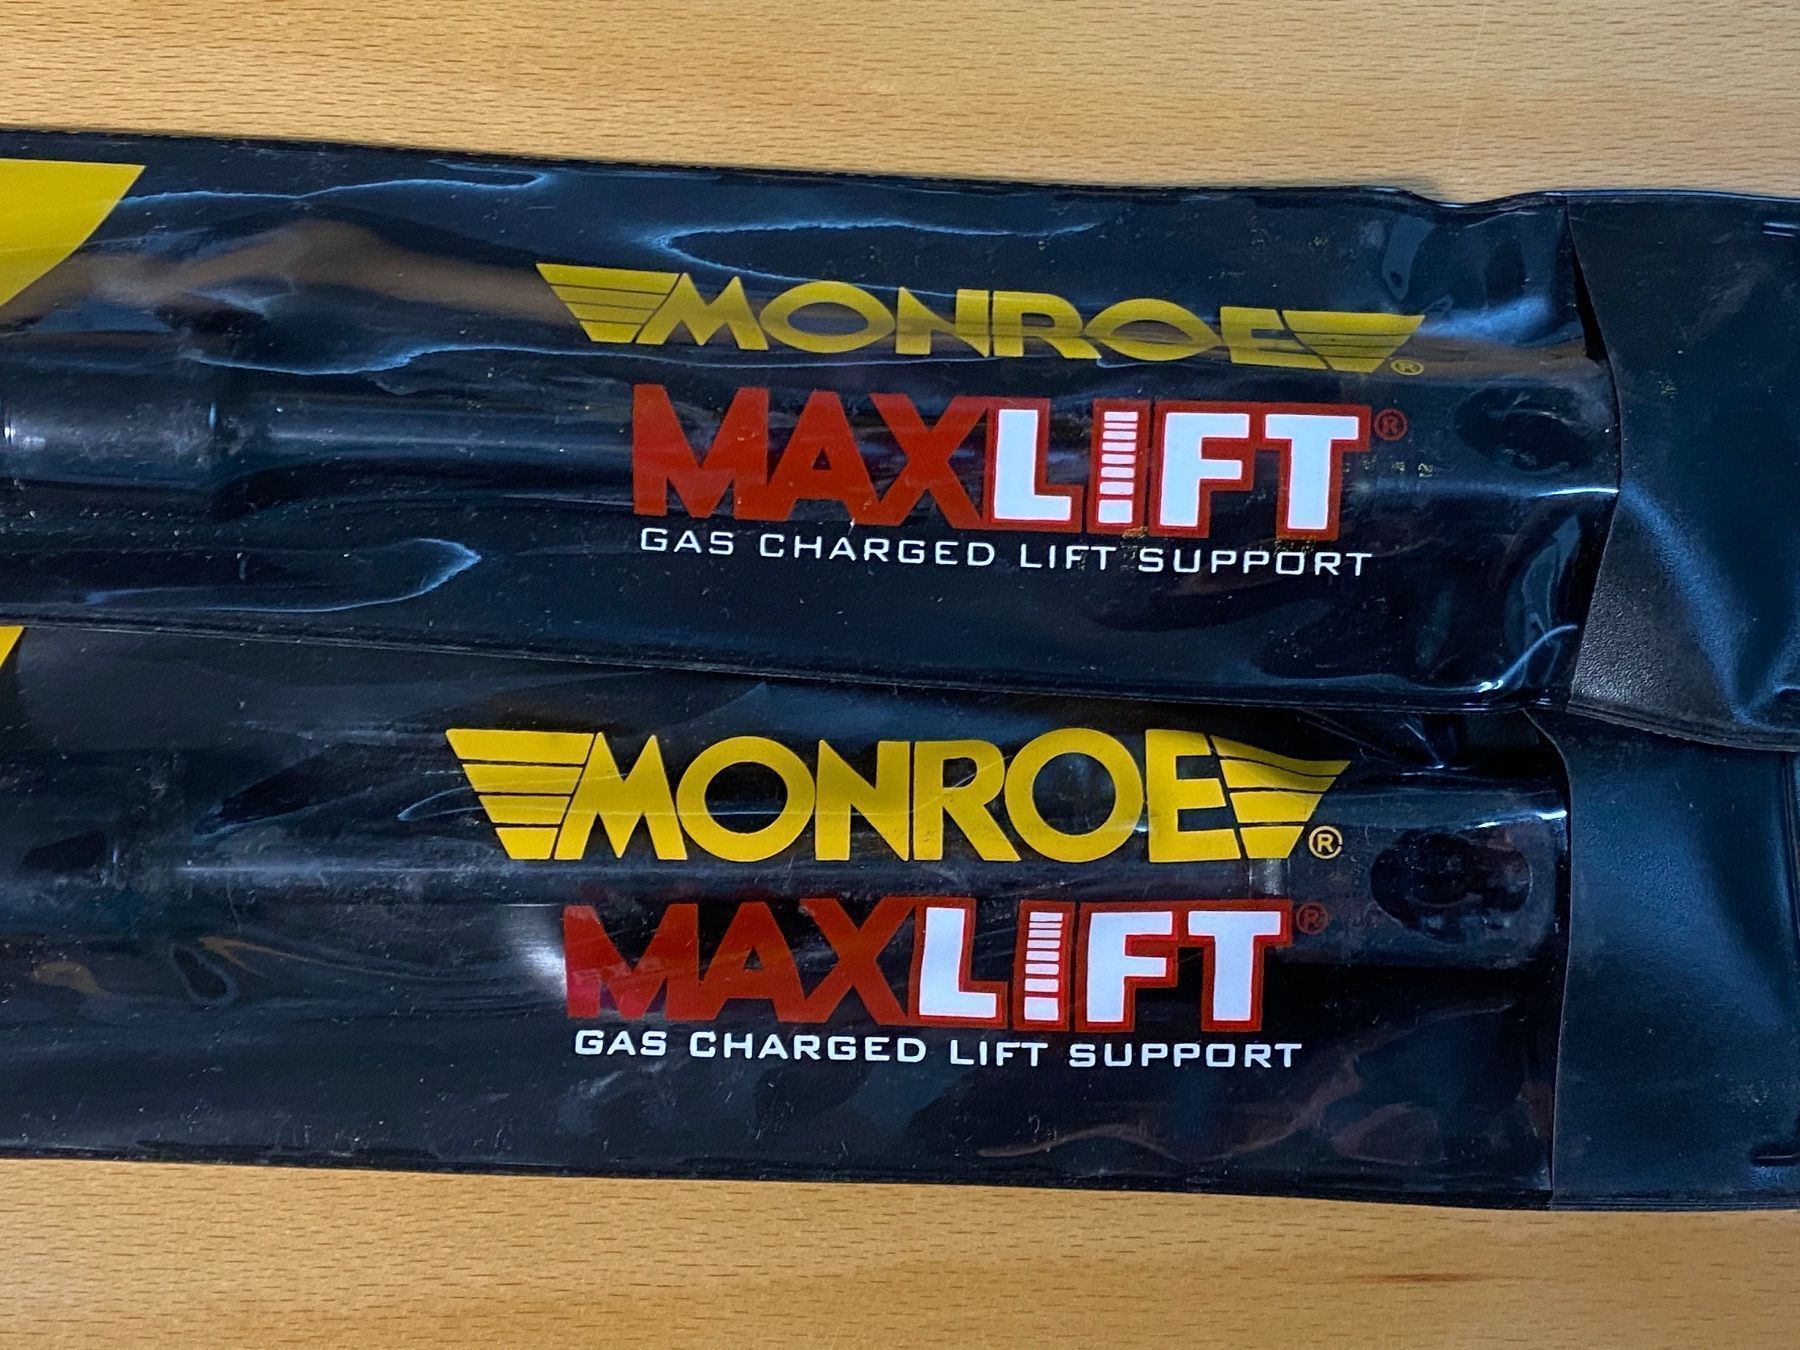 MONROE®
MAXLIFT®
GAS CHARGED LIFT SUPPORT
MONROE®
MAXLIFT®
GAS CHARGED LIFT SUPPORT